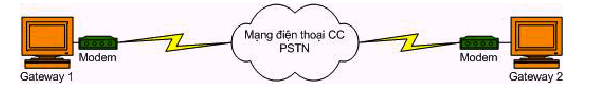 Mạng điện thoại CC
PSTN
Modem
Modem
Gateway 1
Gateway 2